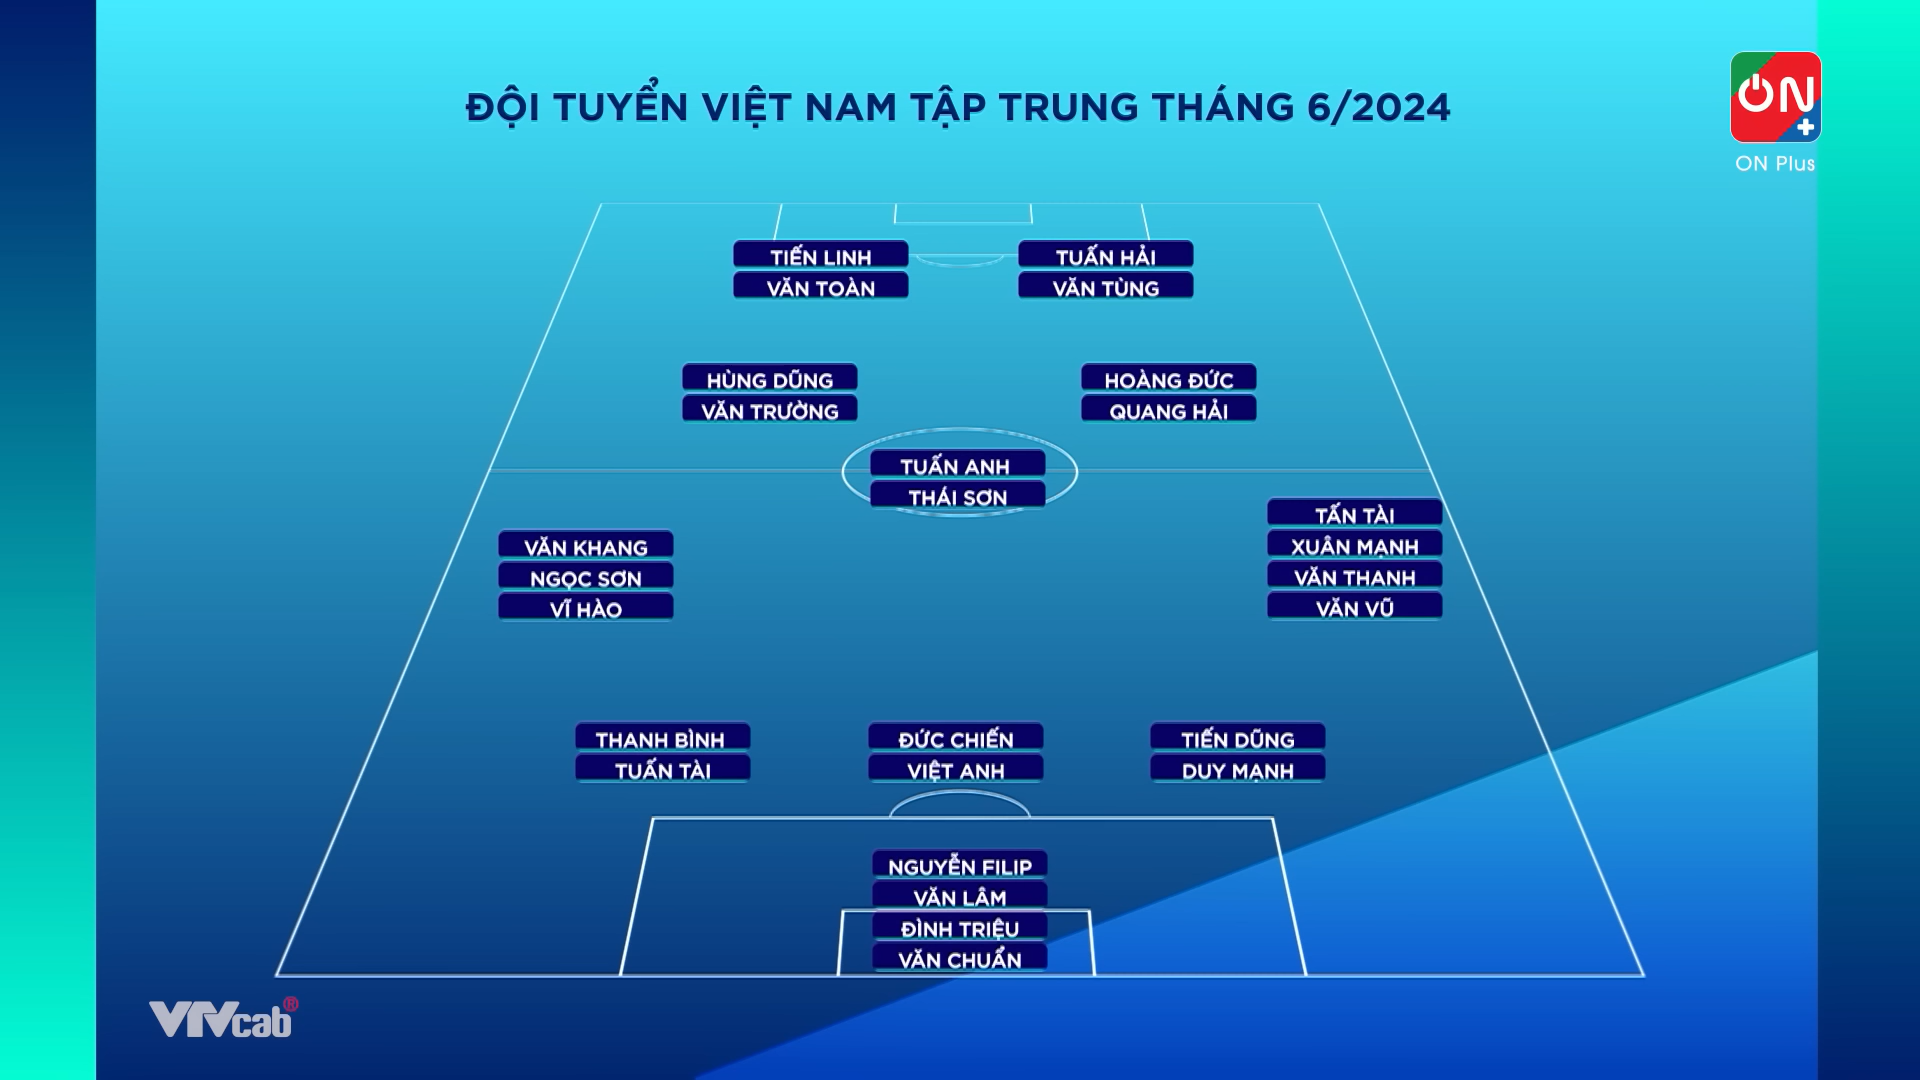 ĐỘI TUYỂN VIỆT NAM TẬP TRUNG THÁNG 6/2024
ON
+
ON Plus
TIẾN LINH
VĂN TOÀN
TUẤN HẢI
VĂN TÙNG
HÙNG DŨNG
VĂN TRƯỜNG
HOÀNG ĐỨC
QUANG HẢI
TUẤN ANH
THÁI SƠN
VĂN KHANG
NGỌC SƠN
VĨ HÀO
TẤN TÀI
XUÂN MẠNH
VĂN THANH
VĂN VŨ
THANH BÌNH
TUẤN TÀI
ĐỨC CHIẾN
VIỆT ANH
TIẾN DŨNG
DUY MẠNH
NGUYỄN FILIP
VĂN LÂM
ĐÌNH TRIỆU
VĂN CHUẨN
VTVcab®